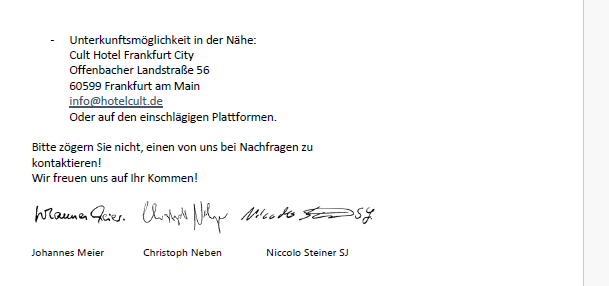 - Unterkunftsmöglichkeit in der Nähe:
Cult Hotel Frankfurt City
Offenbacher Landstraße 56
60599 Frankfurt am Main
info@hotelcult.de
Oder auf den einschlägigen Plattformen.
Bitte zögern Sie nicht, einen von uns bei Nachfragen zu
kontaktieren!
Wir freuen uns auf Ihr Kommen!
Johannes Meier Christoph Neben Niccolo Steiner SJ